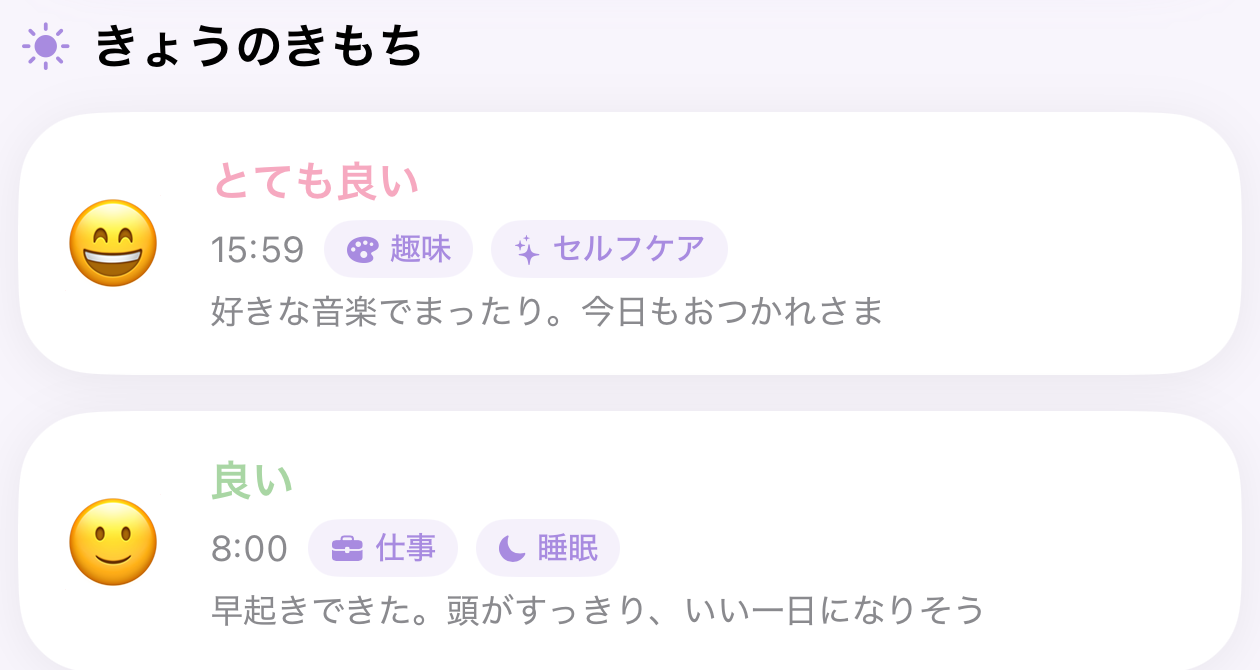 きょうのきもち
とても良い
15:59 趣味 セルフケア
好きな音楽でまったり。今日もおつかれさま
良い
8:00 仕事 睡眠
早起きできた。頭がすっきり、いい一日になりそう